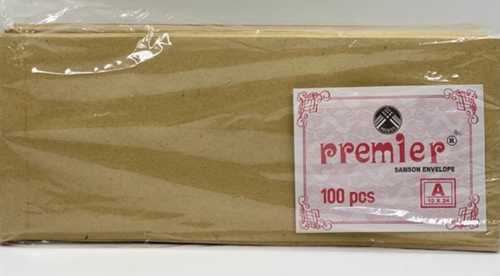 premier ®
SAMSON ENVELOPE
100 pcs
A
10 X 24